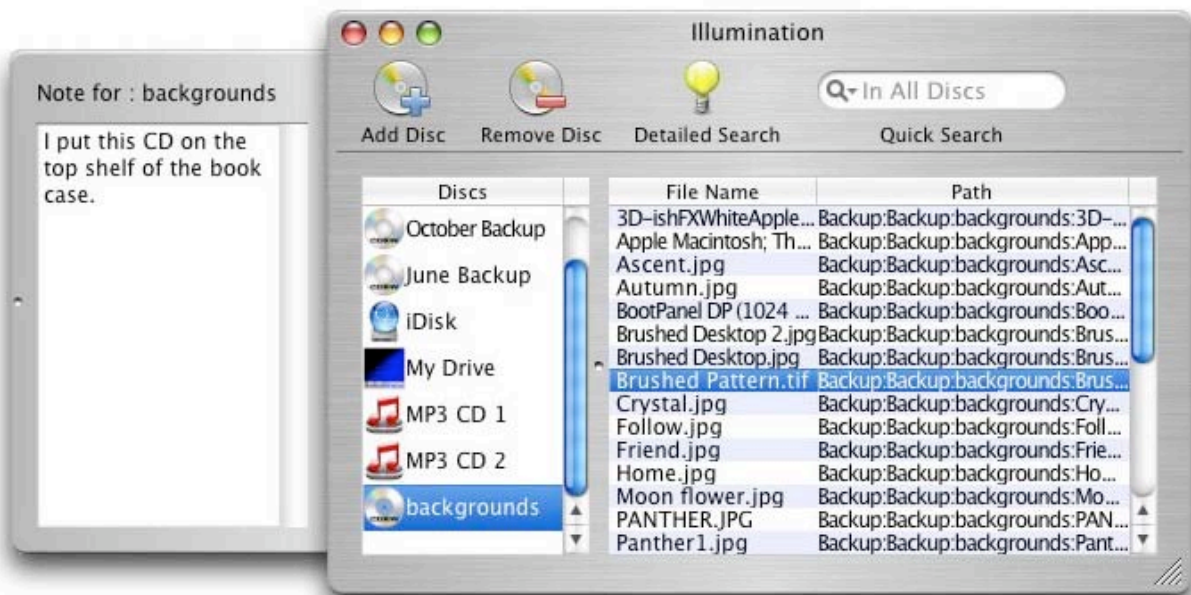 Illumination
Note for : backgrounds
I put this CD on the
top shelf of the book
case.
Add Disc
Remove Disc
Detailed Search
In All Discs
Quick Search
Discs
October Backup
June Backup
iDisk
My Drive
MP3 CD 1
MP3 CD 2
backgrounds
File Name Path
3D-ishFXWhiteApple... Backup:Backup:backgrounds:3D-...
Apple Macintosh; Th... Backup:Backup:backgrounds:App...
Ascent.jpg Backup:Backup:backgrounds:Asc...
Autumn.jpg Backup:Backup:backgrounds:Aut...
BootPanel DP (1024 ... Backup:Backup:backgrounds:Boo...
Brushed Desktop 2.jpg Backup:Backup:backgrounds:Brus...
Brushed Desktop.jpg Backup:Backup:backgrounds:Brus...
Brushed Pattern.tif Backup:Backup:backgrounds:Brus...
Crystal.jpg Backup:Backup:backgrounds:Cry...
Follow.jpg Backup:Backup:backgrounds:Foll...
Friend.jpg Backup:Backup:backgrounds:Frie...
Home.jpg Backup:Backup:backgrounds:Ho...
Moon flower.jpg Backup:Backup:backgrounds:Mo...
PANTHER.JPG Backup:Backup:backgrounds:PAN...
Panther1.jpg Backup:Backup:backgrounds:Pant...